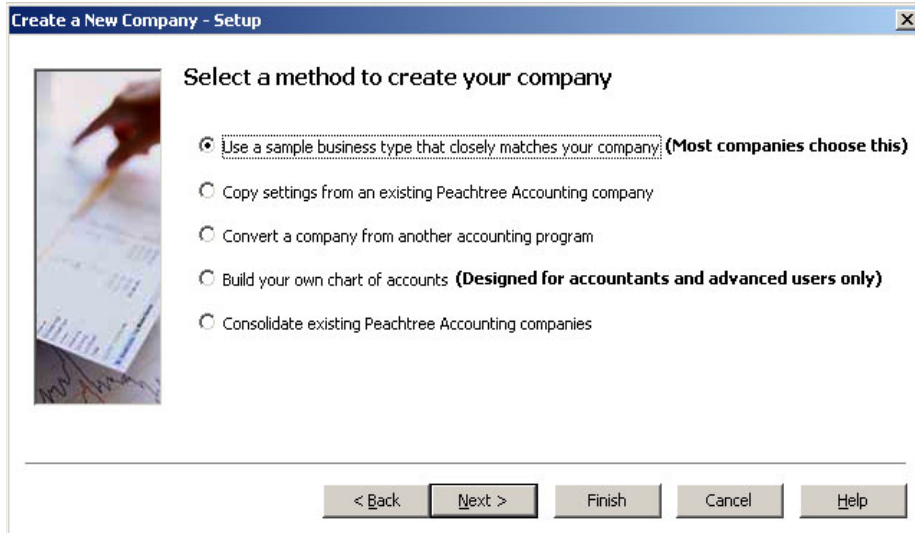 Create a New Company - Setup
Select a method to create your company
Use a sample business type that closely matches your company (Most companies choose this)
Copy settings from an existing Peachtree Accounting company
Convert a company from another accounting program
Build your own chart of accounts (Designed for accountants and advanced users only)
Consolidate existing Peachtree Accounting companies
< Back Next > Finish Cancel Help